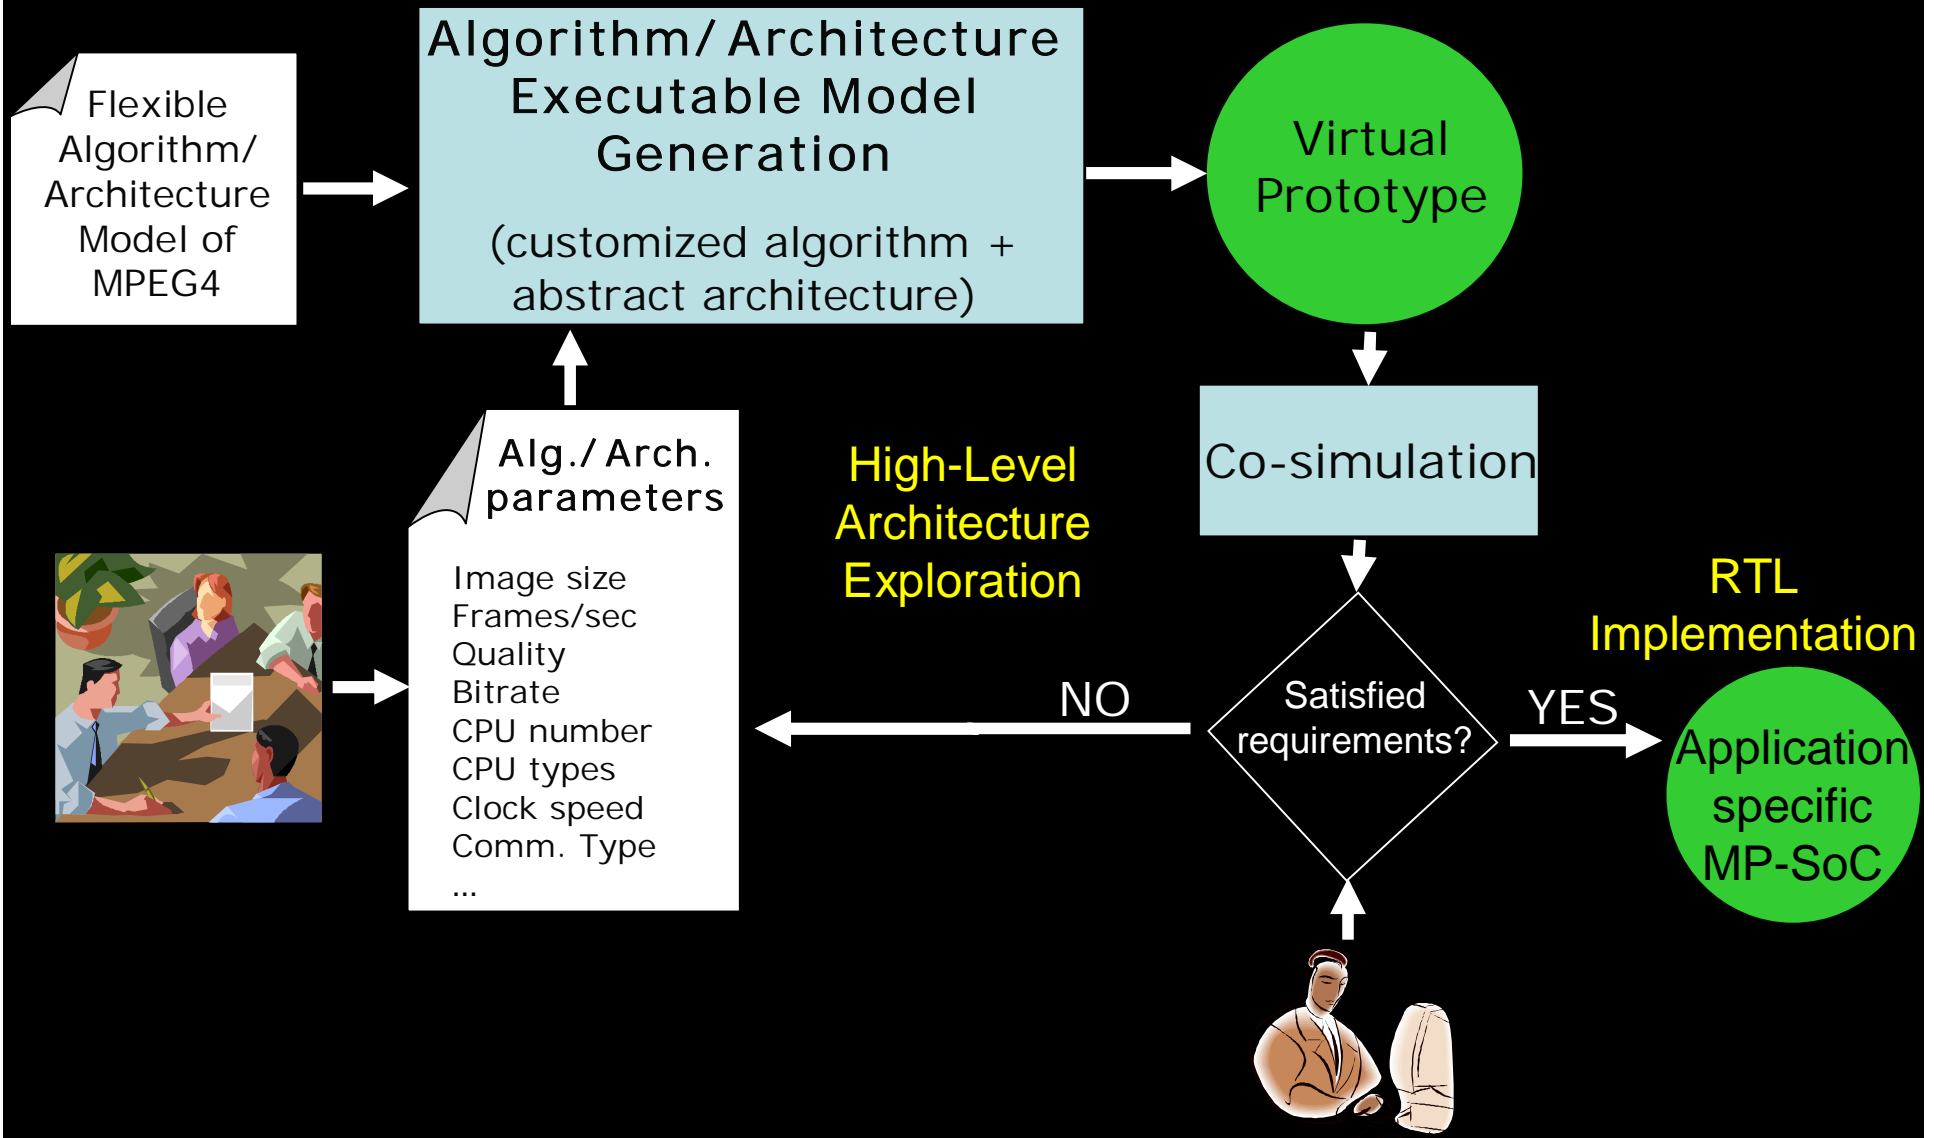 Flexible
Algorithm/
Architecture
Model of
MPEG4
Algorithm/Architecture
Executable Model
Generation
(customized algorithm +
abstract architecture)
Virtual
Prototype
Co-simulation
Alg./Arch.
parameters
Image size
Frames/sec
Quality
Bitrate
CPU number
CPU types
Clock speed
Comm. Type
...
High-Level
Architecture
Exploration
NO
Satisfied
requirements?
YES
RTL
Implementation
Application
specific
MP-SoC